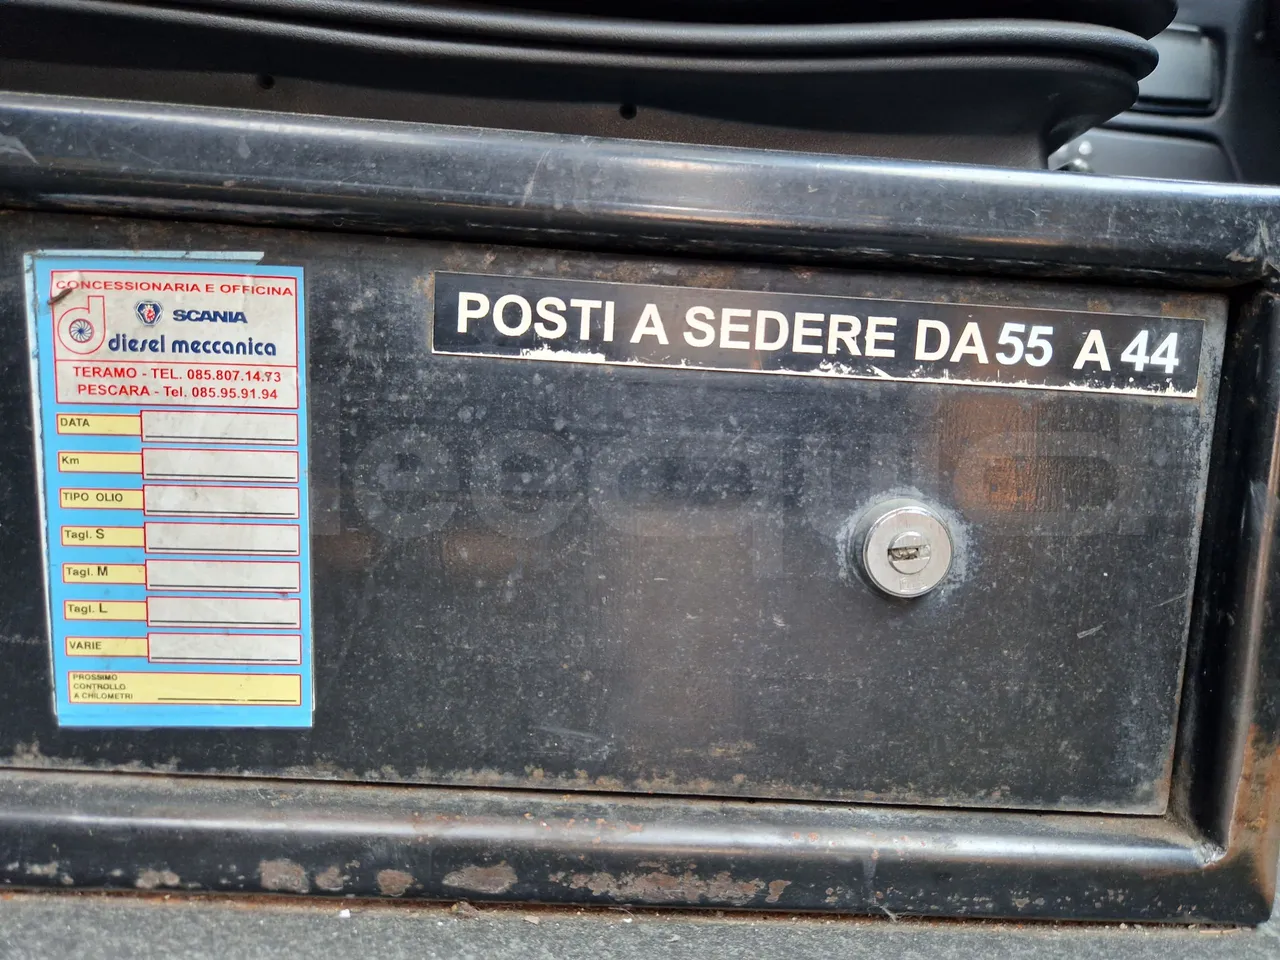 CONCESSIONARIA E OFFICINA
SCANIA
diesel meccanica
TERAMO - TEL. 085.807.14.73
PESCARA - Tel. 085.95.91.94
DATA
Km
TIPO OLIO
Tagl. S
Tagl. M
Tagl. L
VARIE
PROSSIMO
CONTROLLO
A CHILOMETRI
POSTI A SEDERE DA 55 A 44